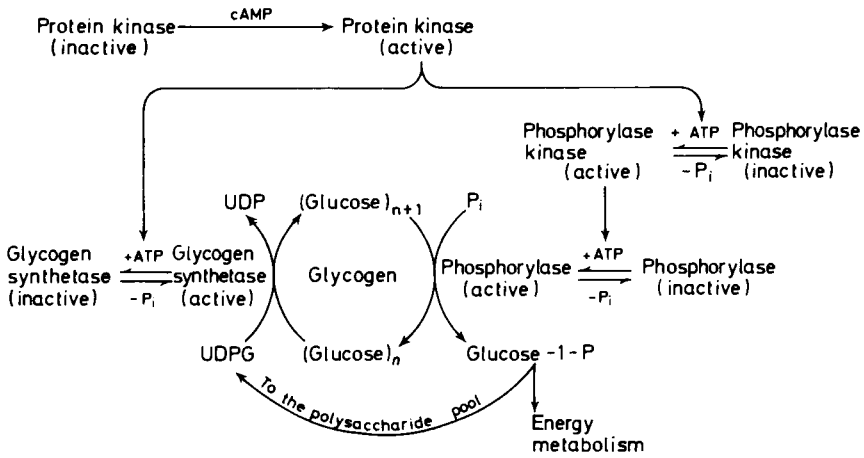 cAMP
Protein kinase
(inactive)
Protein kinase
(active)
Phosphorylase
kinase
(active)
+ ATP
- Pi
Phosphorylase
kinase
(inactive)
UDP
(Glucose)n+1
Pi
Glycogen
synthetase
(inactive)
+ATP
- Pi
Glycogen
synthetase
(active)
Glycogen
Phosphorylase
(active)
+ATP
-Pi
Phosphorylase
(inactive)
UDPG
(Glucose)n
Glucose -1-P
To the polysaccharide pool
Energy
metabolism